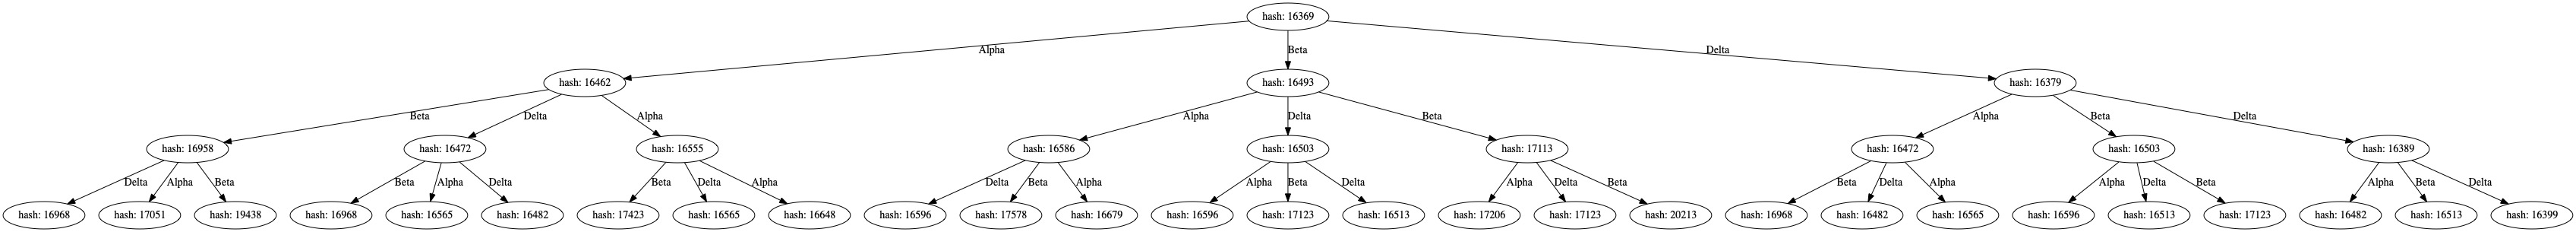 hash: 16369
Alpha
Beta
Delta
hash: 16462
hash: 16493
hash: 16379
Beta
Delta
Alpha
Alpha
Delta
Beta
Alpha
Beta
Delta
hash: 16958
hash: 16472
hash: 16555
hash: 16586
hash: 16503
hash: 17113
hash: 16472
hash: 16503
hash: 16389
Delta
Alpha
Beta
Beta
Alpha
Delta
Beta
Delta
Alpha
Delta
Beta
Alpha
Alpha
Beta
Delta
Alpha
Delta
Beta
Beta
Delta
Alpha
Alpha
Delta
Beta
Alpha
Beta
Delta
hash: 16968
hash: 17051
hash: 19438
hash: 16968
hash: 16565
hash: 16482
hash: 17423
hash: 16565
hash: 16648
hash: 16596
hash: 17578
hash: 16679
hash: 16596
hash: 17123
hash: 16513
hash: 17206
hash: 17123
hash: 20213
hash: 16968
hash: 16482
hash: 16565
hash: 16596
hash: 16513
hash: 17123
hash: 16482
hash: 16513
hash: 16399